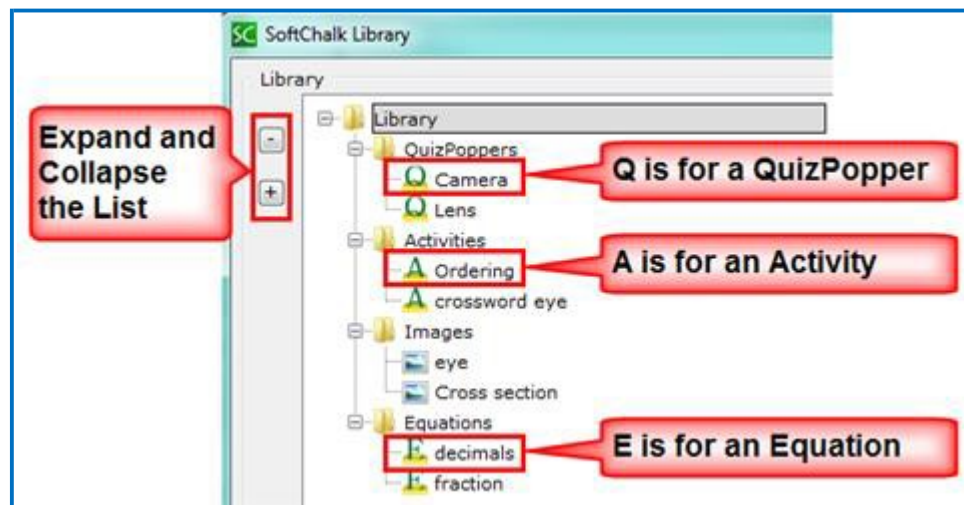 SC SoftChalk Library
Library
Expand and
Collapse
the List
-
+
Library
QuizPoppers
Q Camera
Q is for a QuizPopper
Q Lens
Activities
A Ordering
A is for an Activity
A crossword eye
Images
eye
Cross section
Equations
E decimals
E is for an Equation
E fraction